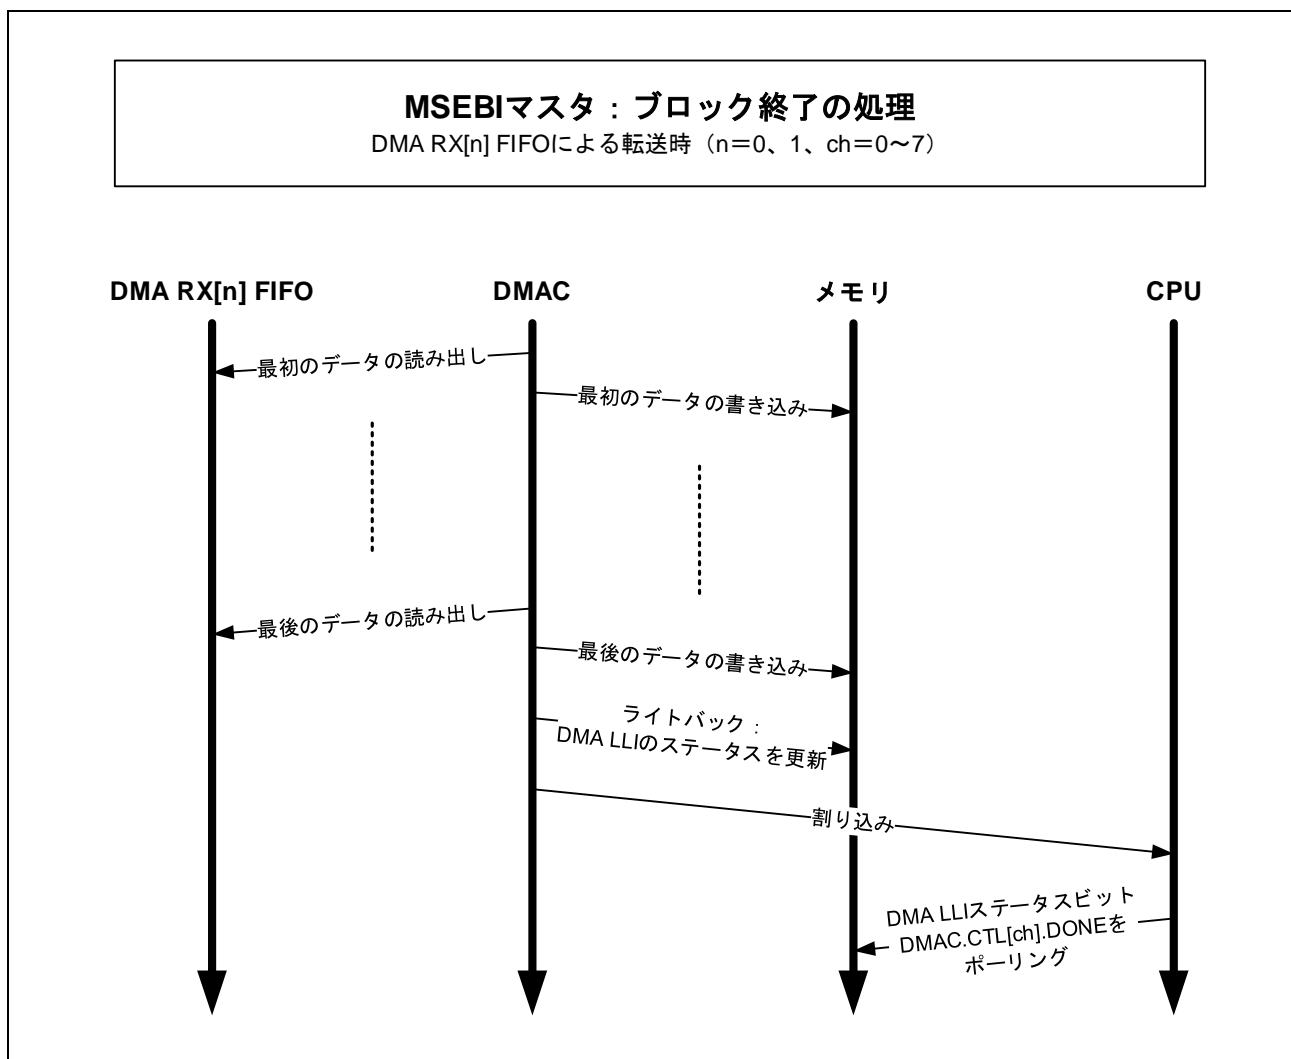 MSEBIマスタ：ブロック終了の処理
DMA RX[n] FIFOによる転送時（n＝0、1、ch＝0～7）
DMA RX[n] FIFO
DMAC
メモリ
CPU
最初のデータの読み出し
最初のデータの書き込み
最後のデータの読み出し
最後のデータの書き込み
ライトバック：
DMA LLIのステータスを更新
割り込み
DMA LLIステータスビット
DMAC.CTL[ch].DONEを
ポーリング